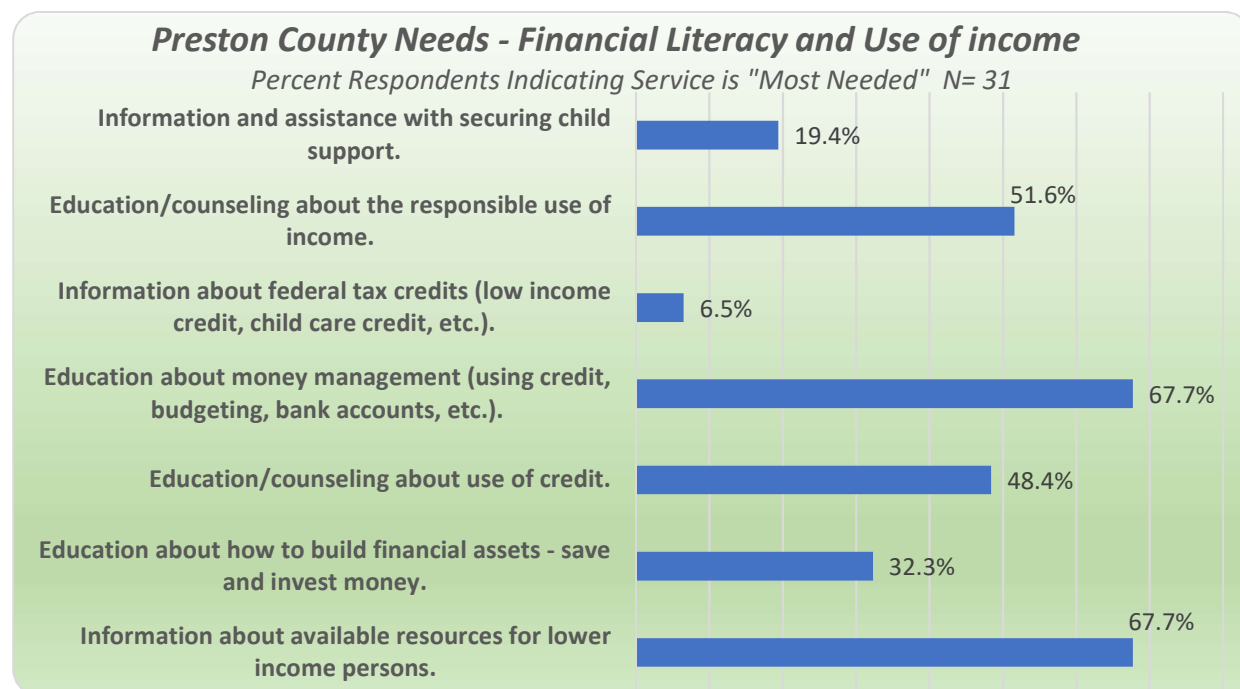 Preston County Needs - Financial Literacy and Use of income
Percent Respondents Indicating Service is "Most Needed"  N= 31
Information and assistance with securing child
support.
19.4%
Education/counseling about the responsible use of
income.
51.6%
Information about federal tax credits (low income
credit, child care credit, etc.).
6.5%
Education about money management (using credit,
budgeting, bank accounts, etc.).
67.7%
Education/counseling about use of credit.
48.4%
Education about how to build financial assets - save
and invest money.
32.3%
Information about available resources for lower
income persons.
67.7%